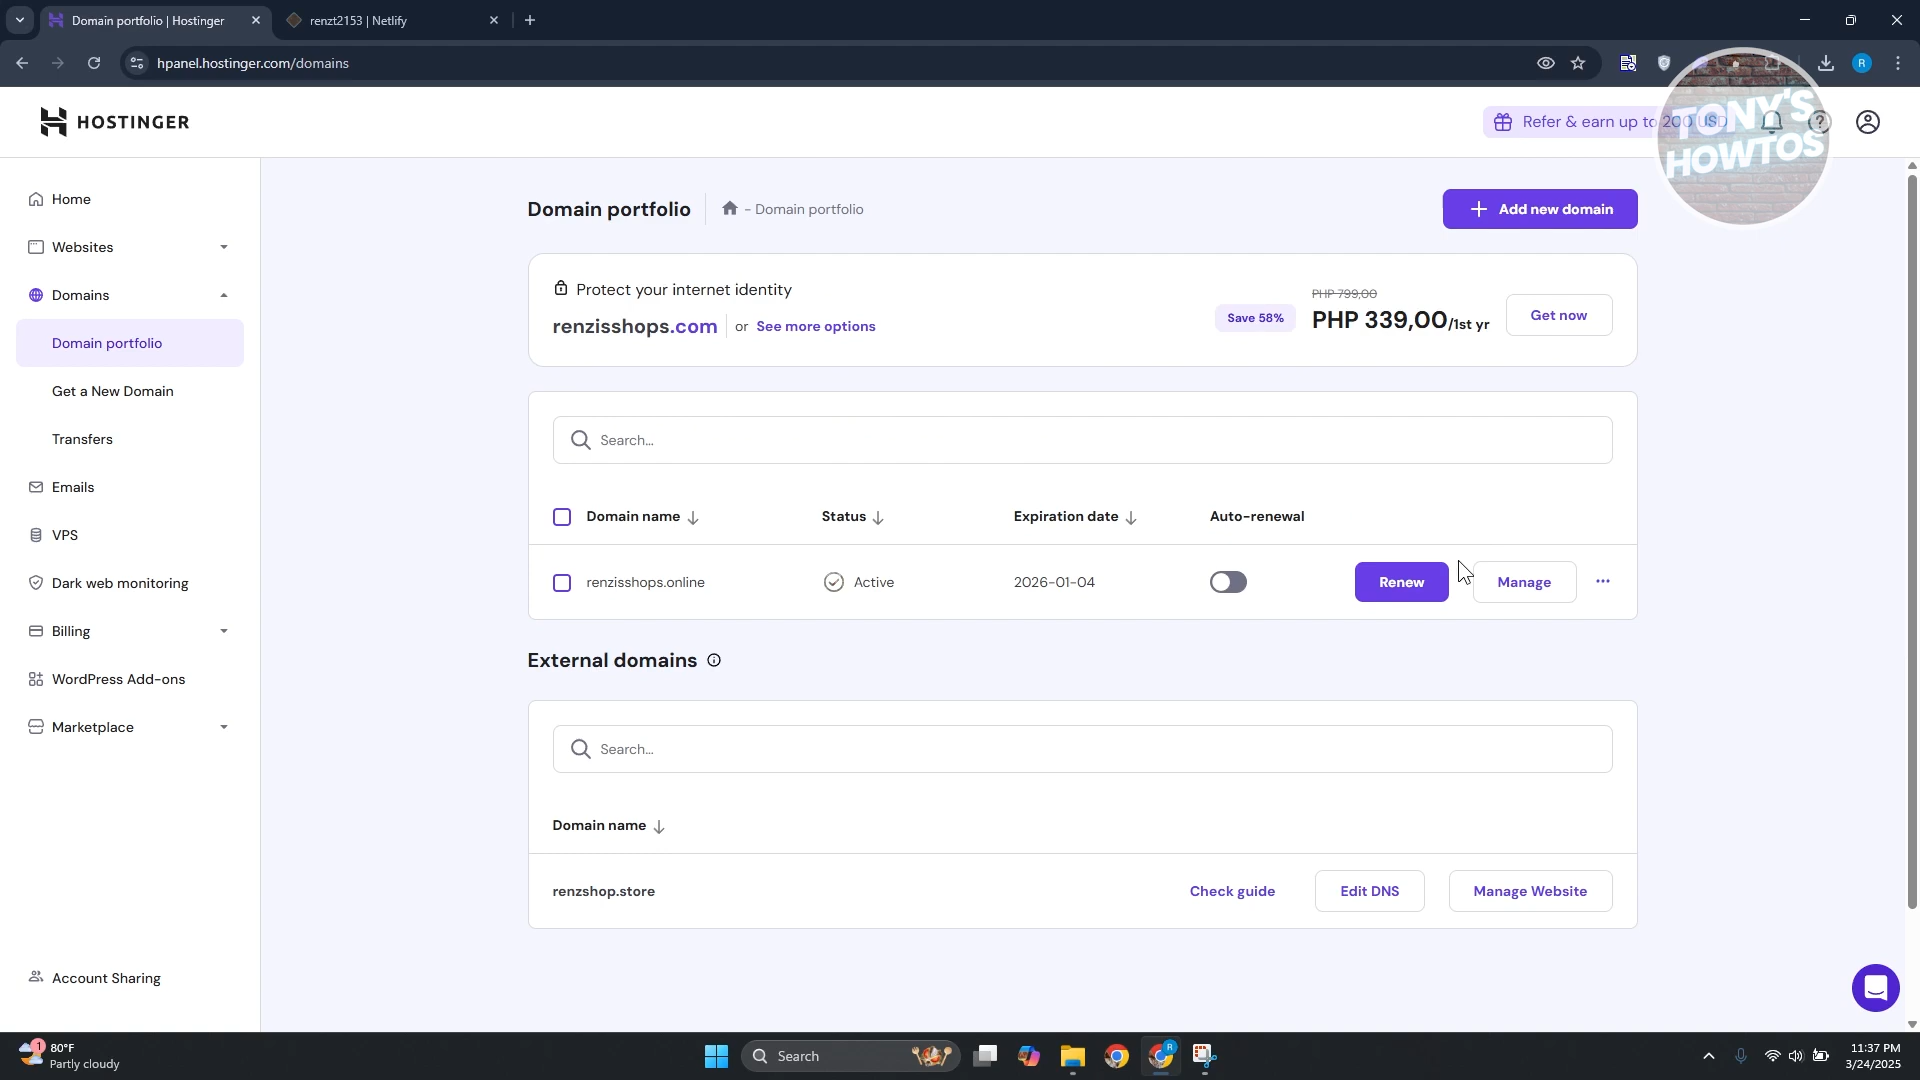 Domain portfolio | Hostinger
renzt2153 | Netlify
hpanel.hostinger.com/domains
R
HOSTINGER
Refer & earn up to 200 USD
TONY'S
HOWTOS
Home
Websites
Domains
Domain portfolio
Get a New Domain
Transfers
Emails
VPS
Dark web monitoring
Billing
WordPress Add-ons
Marketplace
Account Sharing
Domain portfolio
- Domain portfolio
Add new domain
Protect your internet identity
renzisshops.com or See more options
Save 58%
PHP 799,00
PHP 339,00/1st yr
Get now
Search...
Domain name Status Expiration date Auto-renewal
renzisshops.online Active 2026-01-04 Renew Manage
External domains
Search...
Domain name
renzshop.store Check guide Edit DNS Manage Website
1
80°F
Partly cloudy
Search
R
11:37 PM
3/24/2025